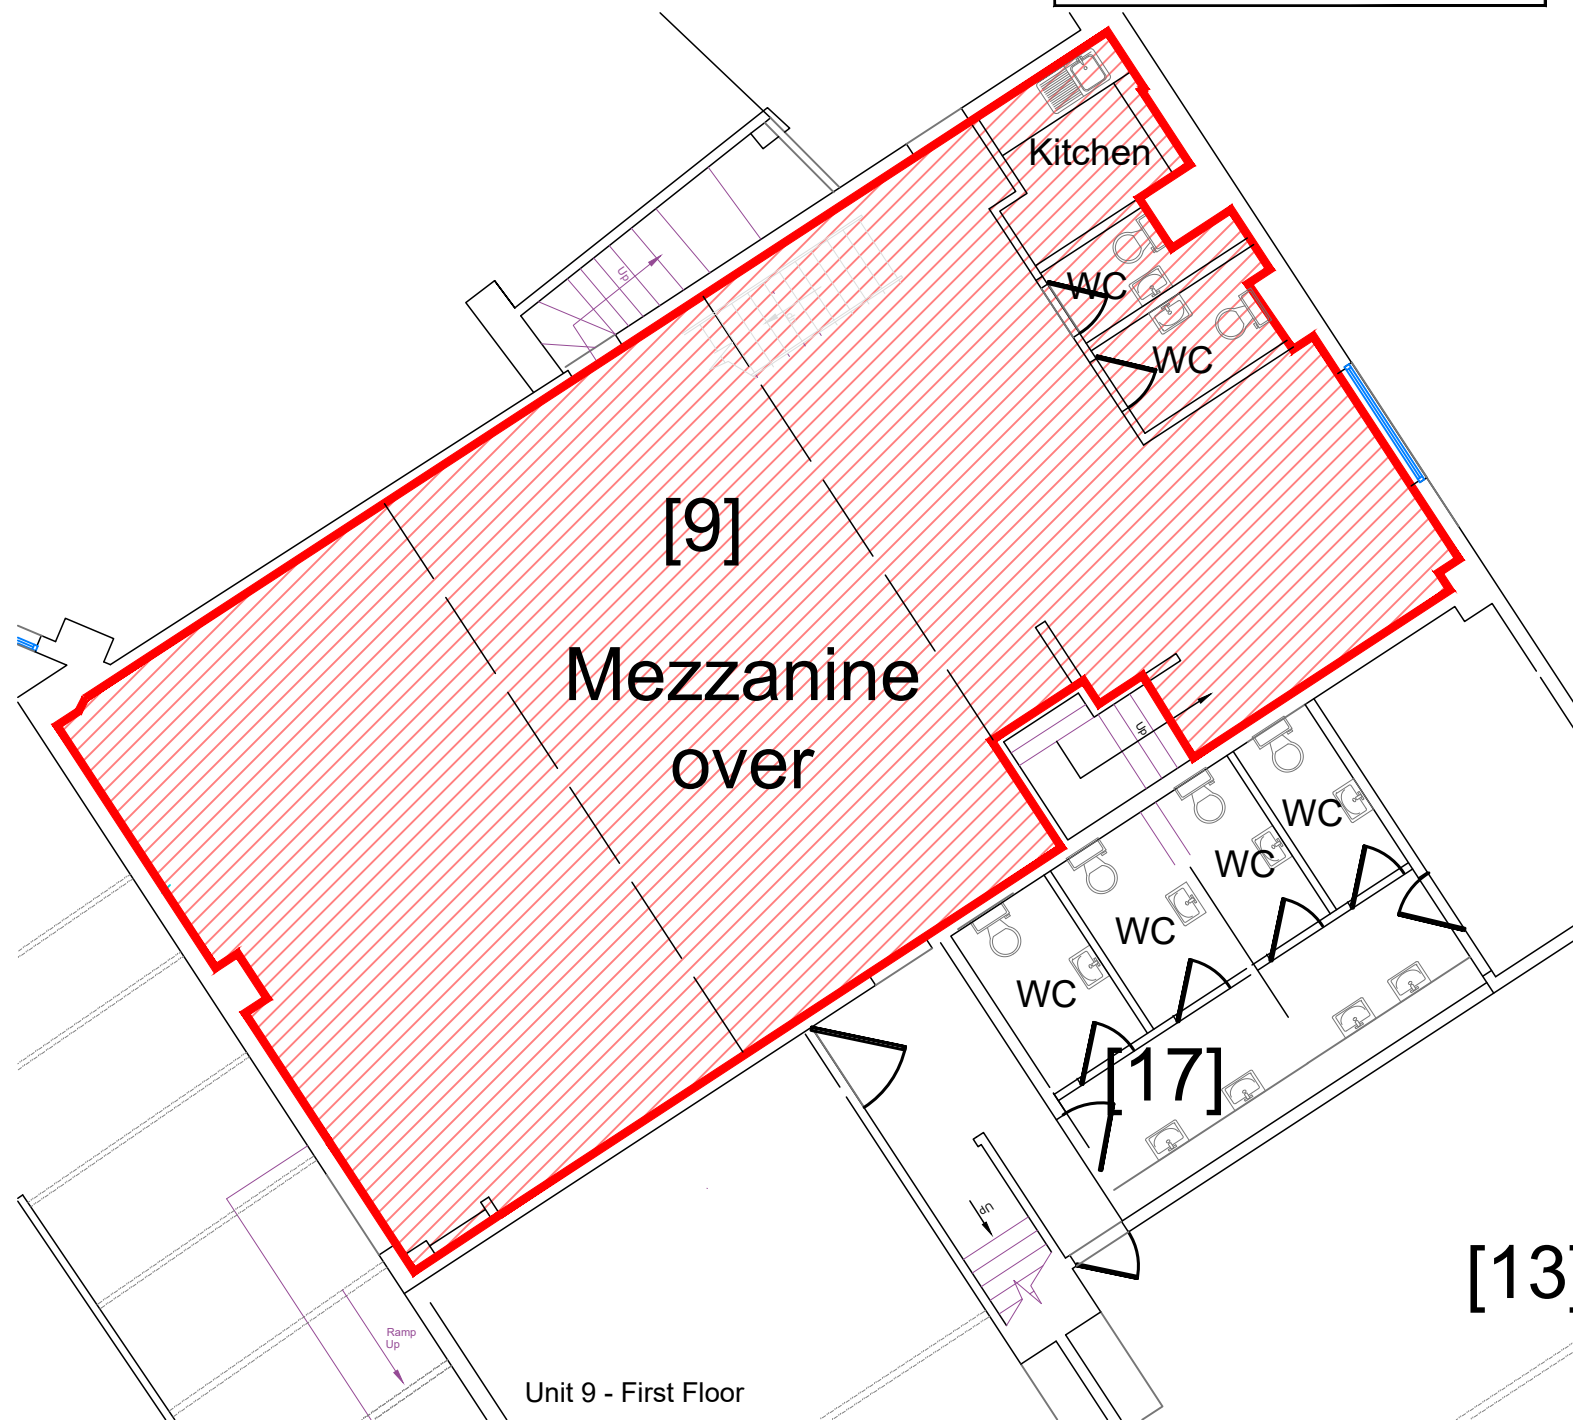 Kitchen
Up
WC
WC
[9]
Mezzanine
over
Up
WC
WC
WC
WC
[17]
Up
[13]
Ramp
Up
Unit 9 - First Floor